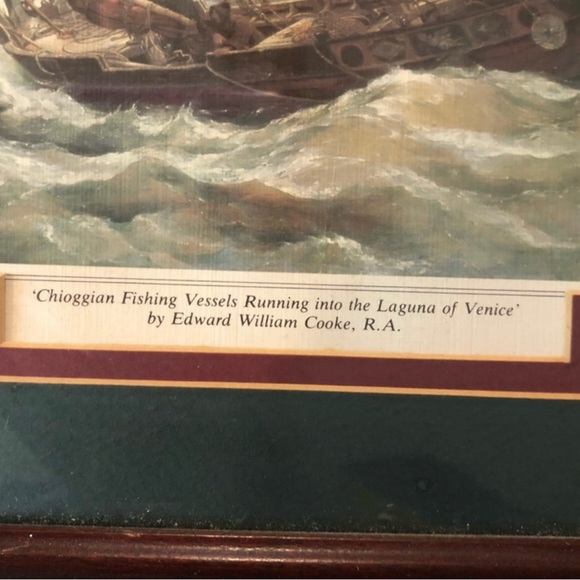 ‘Chioggian Fishing Vessels Running into the Laguna of Venice’
by Edward William Cooke, R.A.